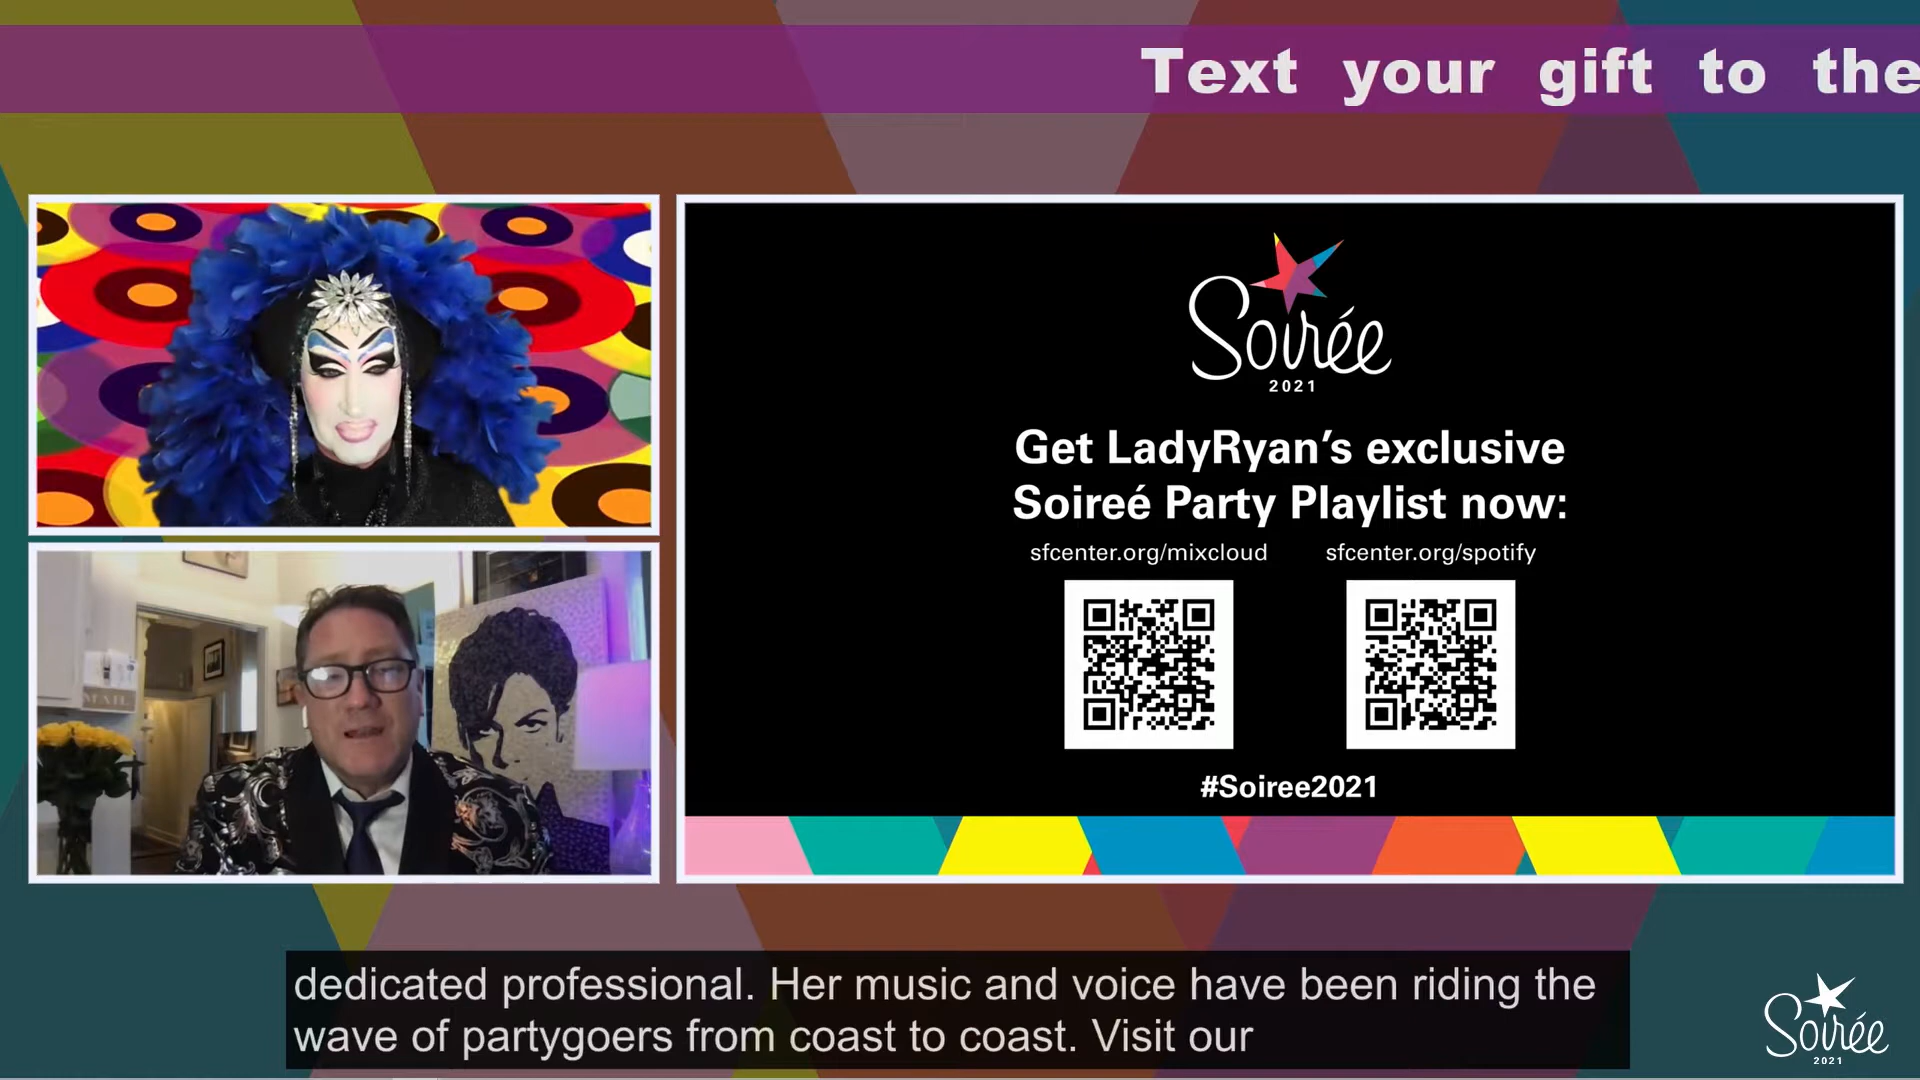 Text your gift to the
Soirée
2021
Get LadyRyan’s exclusive
Soireé Party Playlist now:
sfcenter.org/mixcloud
sfcenter.org/spotify
#Soiree2021
MAIL
dedicated professional. Her music and voice have been riding the
wave of partygoers from coast to coast. Visit our
Soirée
2021